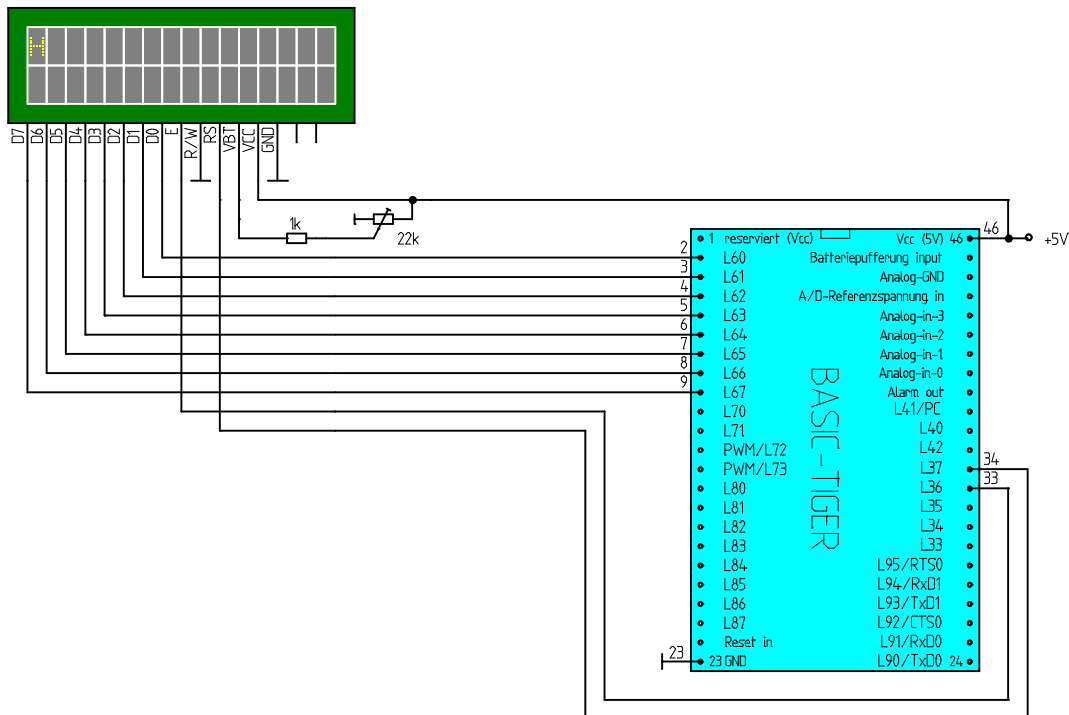 H
D7 D6 D5 D4 D3 D2 D1 D0 E R/W RS VBT VCC GND
1k
22k
+5V
46
2
3
4
5
6
7
8
9
34
33
23
1 reserviert (Vcc)
L60
L61
L62
L63
L64
L65
L66
L67
L70
L71
PWM/L72
PWM/L73
L80
L81
L82
L83
L84
L85
L86
L87
Reset in
23 GND
BASIC-TIGER
Vcc (5V) 46
Batteriepufferung input
Analog-GND
A/D-Referenzspannung in
Analog-in-3
Analog-in-2
Analog-in-1
Analog-in-0
Alarm out
L41/PC
L40
L42
L37
L36
L35
L34
L33
L95/RTS0
L94/RxD1
L93/TxD1
L92/CTS0
L91/RxD0
L90/TxD0 24